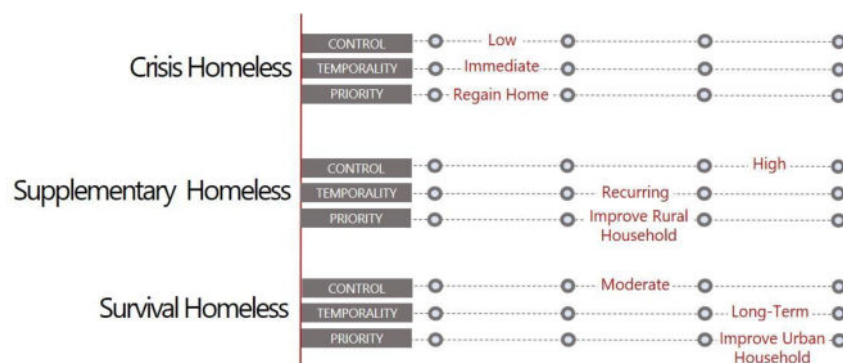 CONTROL Low
Crisis Homeless TEMPORALITY Immediate
PRIORITY Regain Home
CONTROL High
Supplementary Homeless TEMPORALITY Recurring
PRIORITY Improve Rural
Household
CONTROL Moderate
Survival Homeless TEMPORALITY Long-Term
PRIORITY Improve Urban
Household